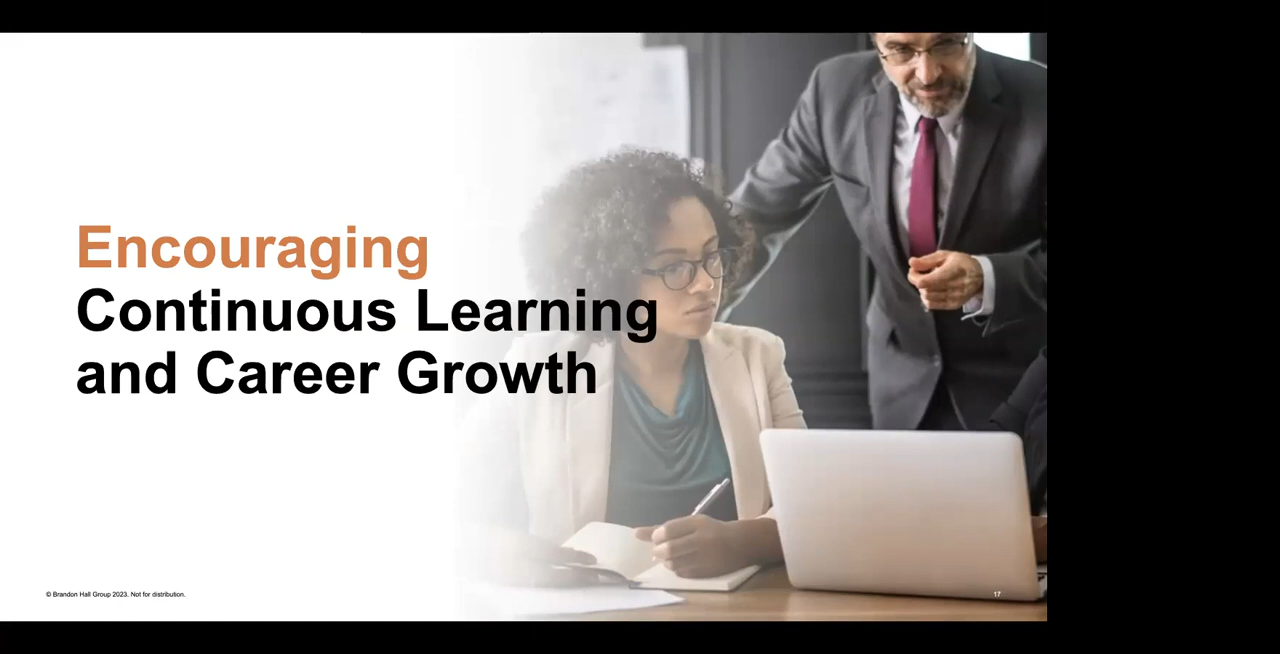 Encouraging
Continuous Learning
and Career Growth
© Brandon Hall Group 2023. Not for distribution.
17